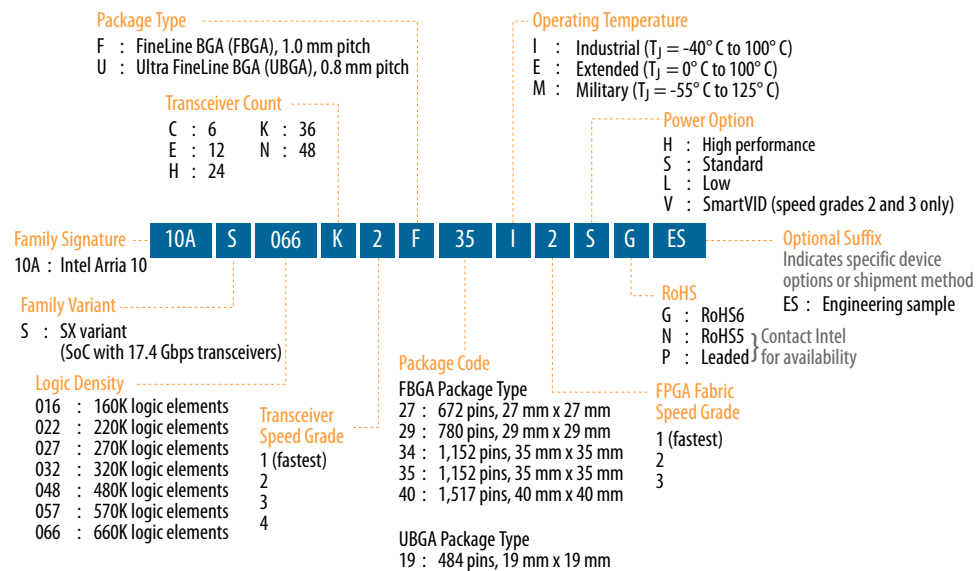 Package Type
F : FineLine BGA (FBGA), 1.0 mm pitch
U : Ultra FineLine BGA (UBGA), 0.8 mm pitch
Operating Temperature
I : Industrial (TJ = -40° C to 100° C)
E : Extended (TJ = 0° C to 100° C)
M : Military (TJ = -55° C to 125° C)
Transceiver Count
C : 6 K : 36
E : 12 N : 48
H : 24
Power Option
H : High performance
S : Standard
L : Low
V : SmartVID (speed grades 2 and 3 only)
Family Signature
10A : Intel Arria 10
10A S 066 K 2 F 35 I 2 S G ES
Optional Suffix
Indicates specific device
options or shipment method
ES : Engineering sample
Family Variant
S : SX variant
(SoC with 17.4 Gbps transceivers)
RoHS
G : RoHS6
N : RoHS5
P : Leaded
} Contact Intel
for availability
Logic Density
016 : 160K logic elements
022 : 220K logic elements
027 : 270K logic elements
032 : 320K logic elements
048 : 480K logic elements
057 : 570K logic elements
066 : 660K logic elements
Transceiver
Speed Grade
1 (fastest)
2
3
4
Package Code
FBGA Package Type
27 : 672 pins, 27 mm x 27 mm
29 : 780 pins, 29 mm x 29 mm
34 : 1,152 pins, 35 mm x 35 mm
35 : 1,152 pins, 35 mm x 35 mm
40 : 1,517 pins, 40 mm x 40 mm
UBGA Package Type
19 : 484 pins, 19 mm x 19 mm
FPGA Fabric
Speed Grade
1 (fastest)
2
3